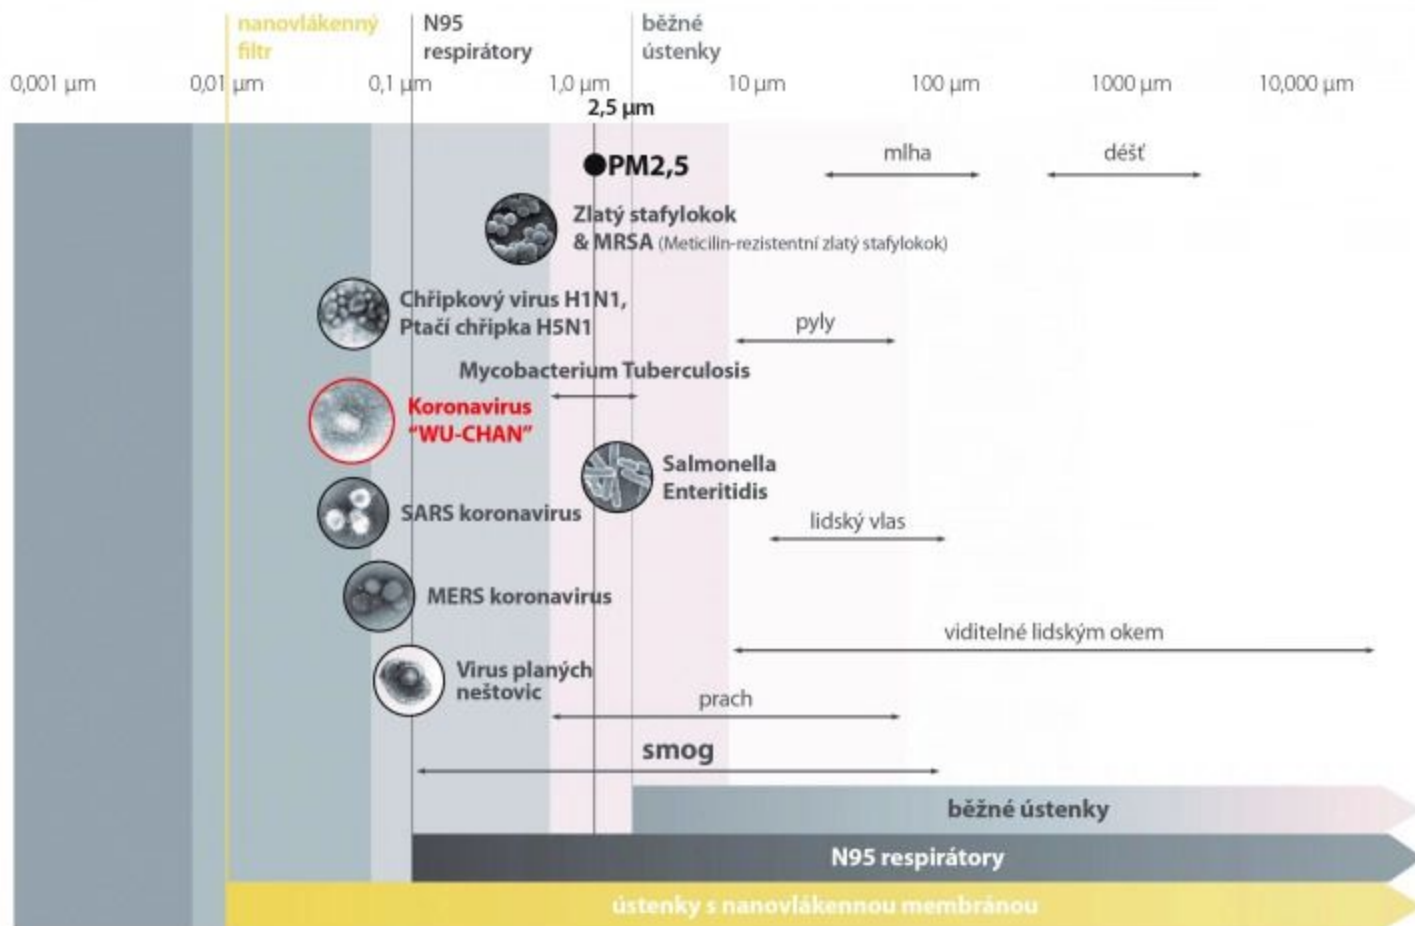 nanovlákenný
filtr
N95
respirátory
běžné
ústenky
0,001 µm
0,01 µm
0,1 µm
1,0 µm
10 µm
100 µm
1000 µm
10,000 µm
2,5 µm
PM2,5
mlha
déšť
Zlatý stafylokok
& MRSA (Meticilin-rezistentní zlatý stafylokok)
Chřipkový virus H1N1,
Ptačí chřipka H5N1
pyly
Mycobacterium Tuberculosis
Koronavirus
"WU-CHAN"
Salmonella
Enteritidis
SARS koronavirus
lidský vlas
MERS koronavirus
viditelné lidským okem
Virus planých
neštovic
prach
smog
běžné ústenky
N95 respirátory
ústenky s nanovlákennou membránou